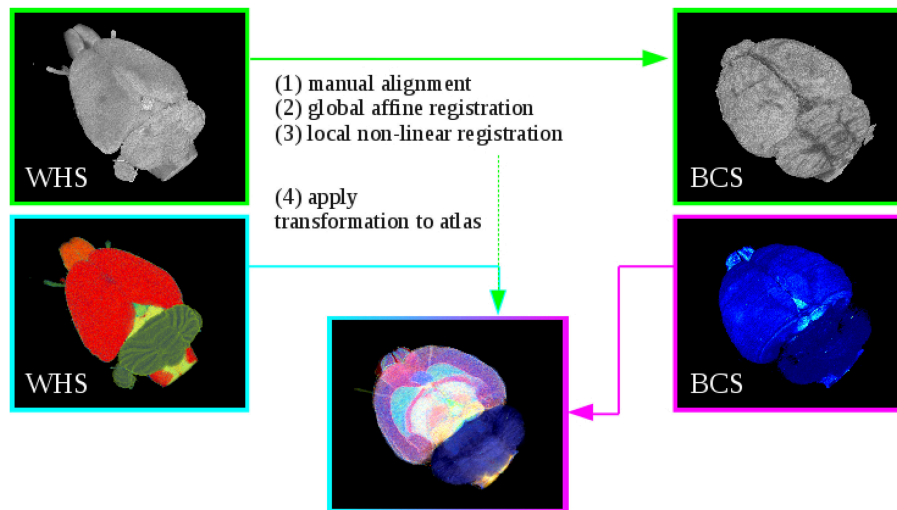 WHS
(1) manual alignment
(2) global affine registration
(3) local non-linear registration
BCS
(4) apply
transformation to atlas
WHS
BCS